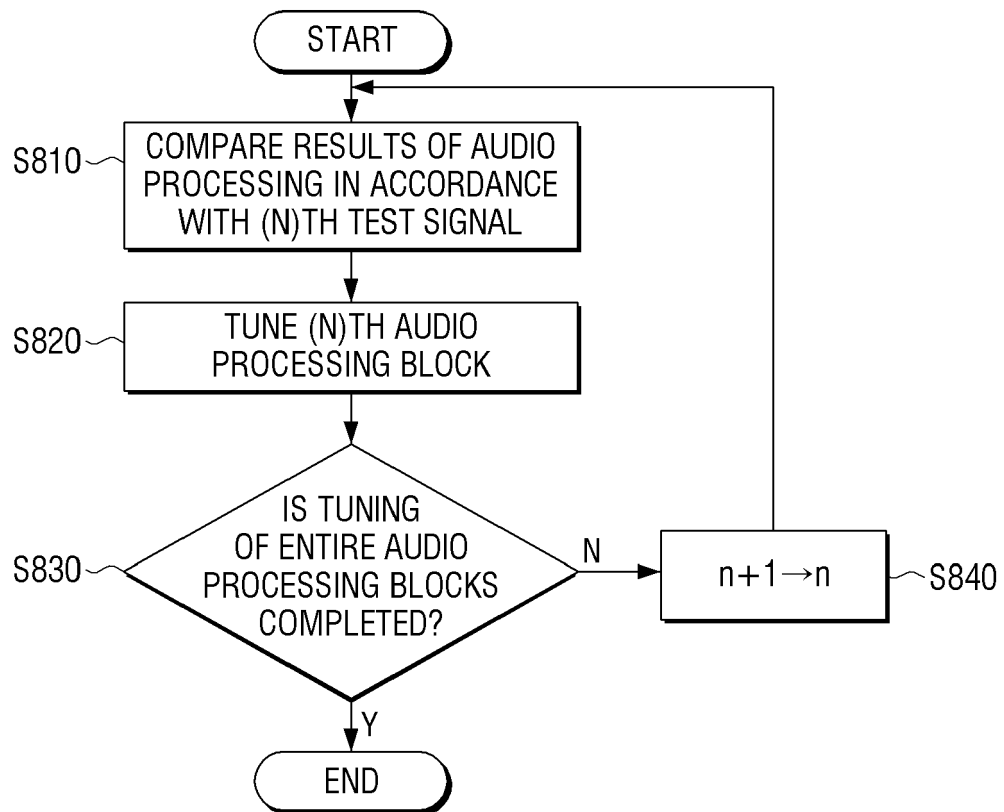 START
S810
COMPARE RESULTS OF AUDIO
PROCESSING IN ACCORDANCE
WITH (N)TH TEST SIGNAL
S820
TUNE (N)TH AUDIO
PROCESSING BLOCK
S830
IS TUNING
OF ENTIRE AUDIO
PROCESSING BLOCKS
COMPLETED?
N
n+1→n
S840
Y
END